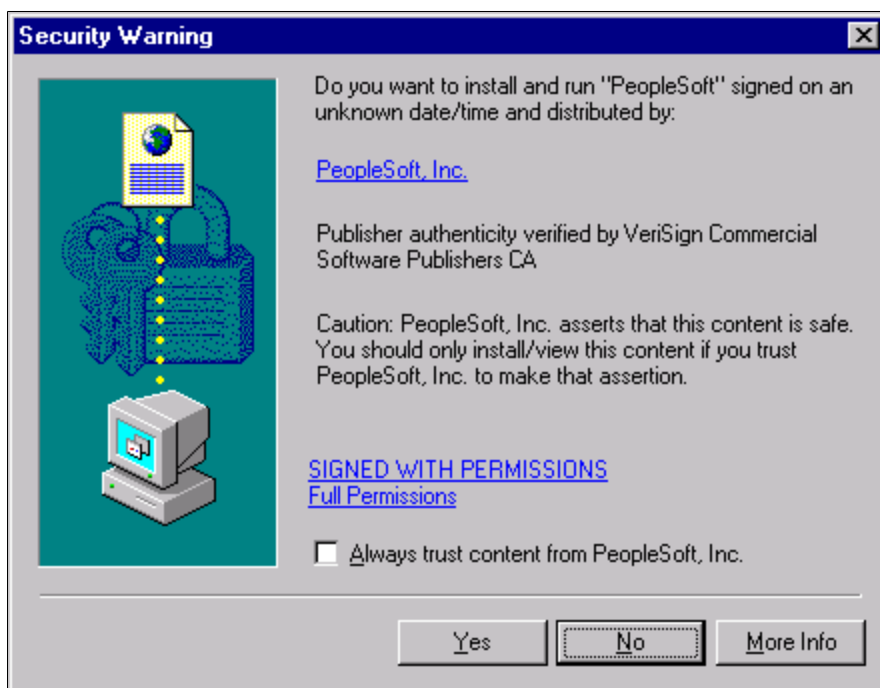 Security Warning
Do you want to install and run "PeopleSoft" signed on an
unknown date/time and distributed by:
PeopleSoft, Inc.
Publisher authenticity verified by VeriSign Commercial
Software Publishers CA
Caution: PeopleSoft, Inc. asserts that this content is safe.
You should only install/view this content if you trust
PeopleSoft, Inc. to make that assertion.
SIGNED WITH PERMISSIONS
Full Permissions
Always trust content from PeopleSoft, Inc.
Yes No More Info